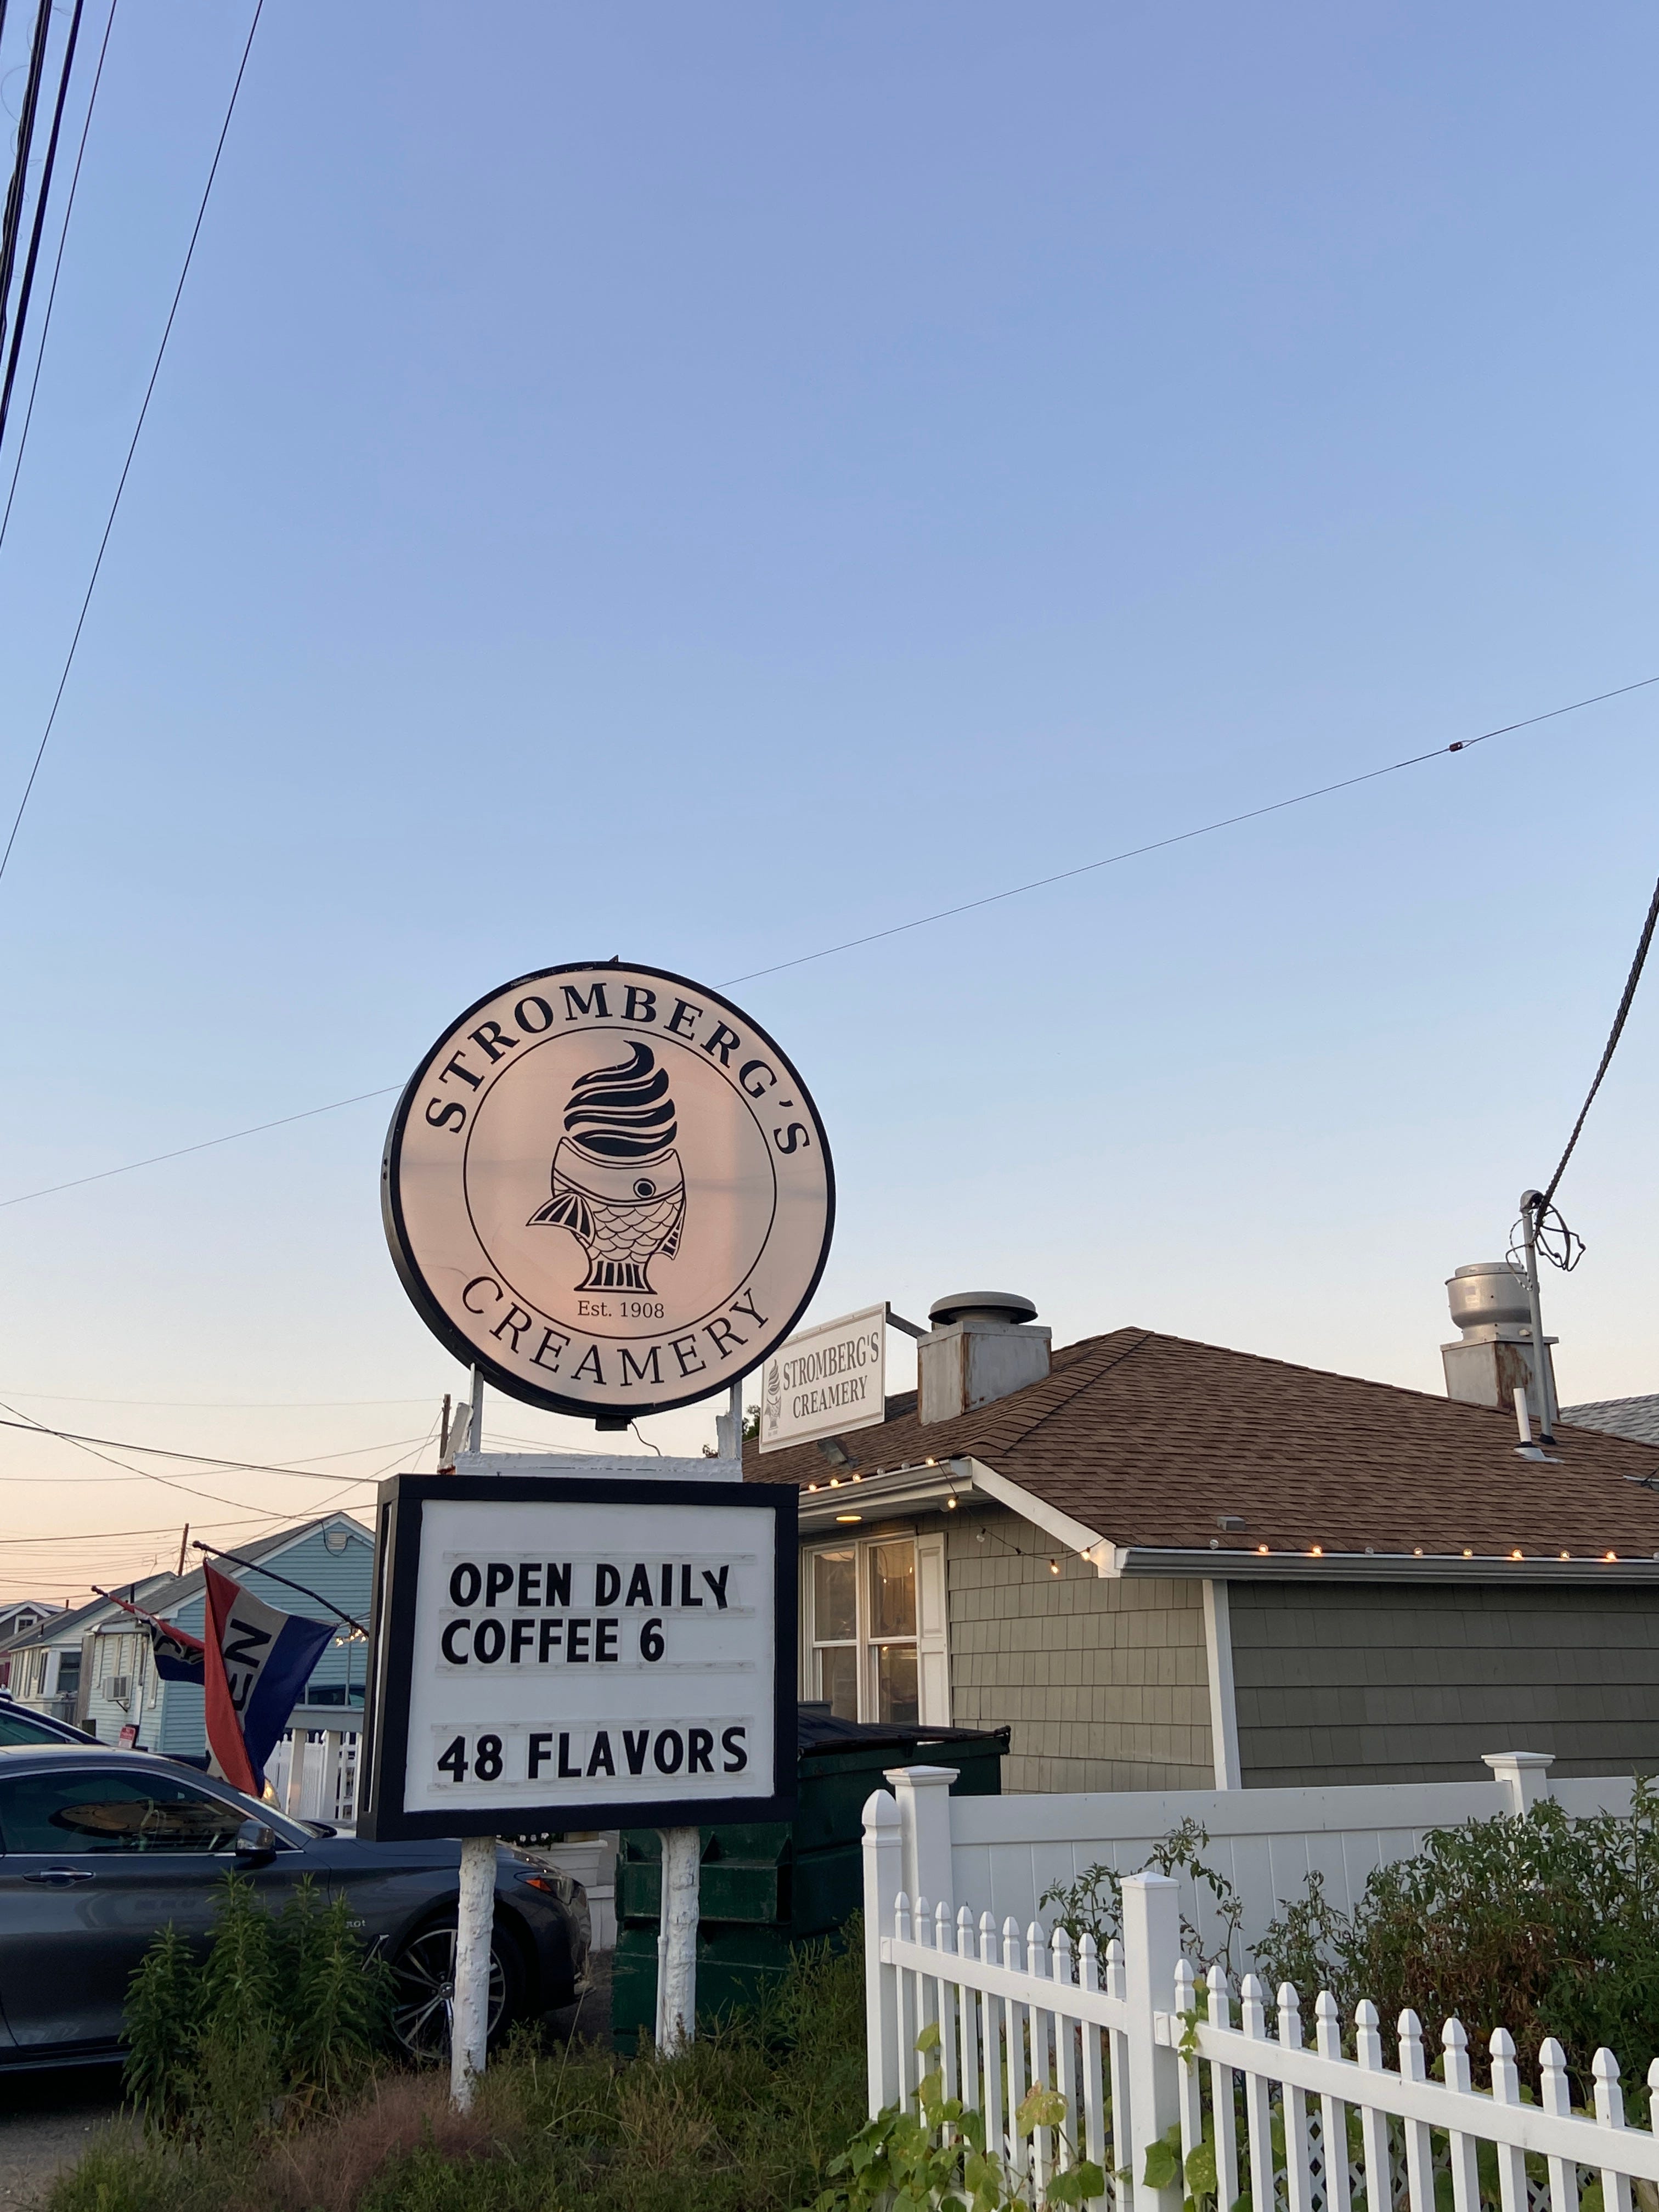 STROMBERG'S
Est. 1908
CREAMERY
STROMBERG'S
CREAMERY
OPEN DAILY
COFFEE 6
48 FLAVORS